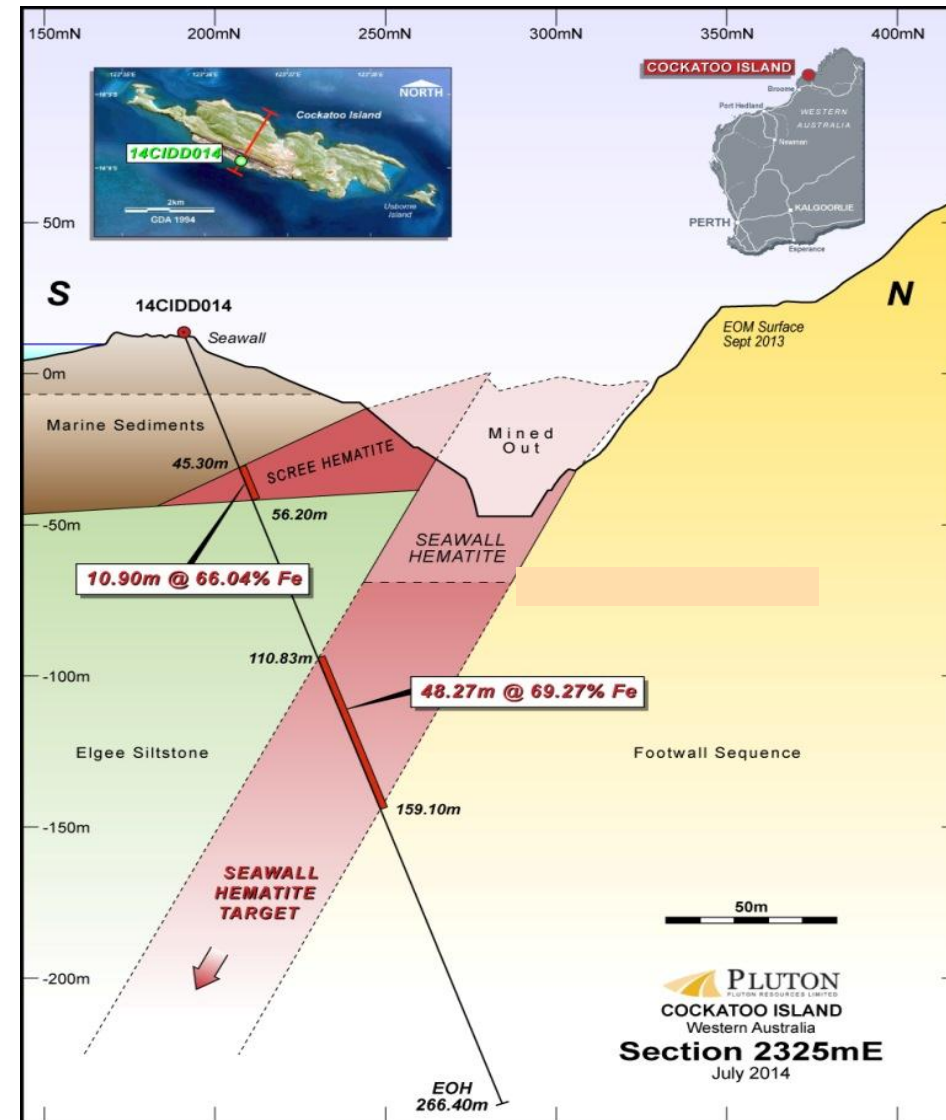 150mN 200mN 250mN 300mN 350mN 400mN
NORTH
Cockatoo Island
14CIDD014
2km
GDA 1994
Usborne
Island
COCKATOO ISLAND
Broome
Port Hedland
WESTERN
AUSTRALIA
Newman
KALGOORLIE
PERTH
Esperance
50m
S
N
14CIDD014
Seawall
EOM Surface
Sept 2013
0m
Marine Sediments
Mined
Out
45.30m
SCREE HEMATITE
56.20m
-50m
SEAWALL
HEMATITE
10.90m @ 66.04% Fe
110.83m
-100m
48.27m @ 69.27% Fe
Elgee Siltstone
Footwall Sequence
159.10m
-150m
SEAWALL
HEMATITE
TARGET
50m
-200m
PLUTON
PLUTON RESOURCES LIMITED
COCKATOO ISLAND
Western Australia
Section 2325mE
July 2014
EOH
266.40m